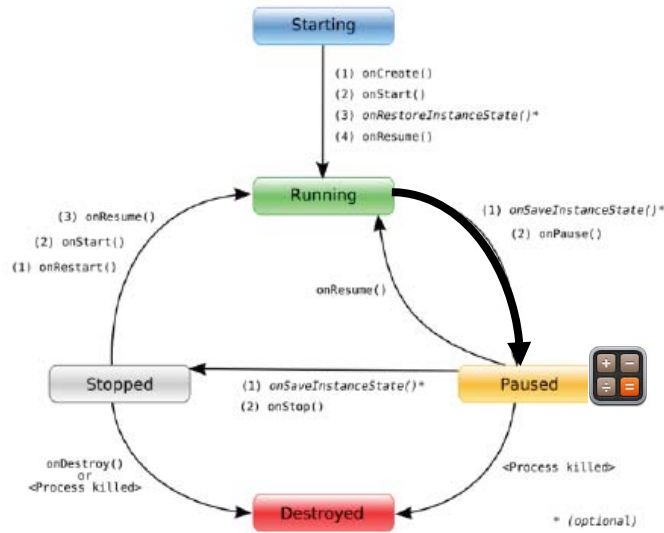 Starting
(1) onCreate()
(2) onStart()
(3) onRestoreInstanceState()*
(4) onResume()
Running
(3) onResume()
(2) onStart()
(1) onRestart()
(1) onSaveInstanceState()*
(2) onPause()
onResume()
Stopped
(1) onSaveInstanceState()*
(2) onStop()
Paused
+ −
÷ =
onDestroy()
or
<Process killed>
<Process killed>
Destroyed
* (optional)